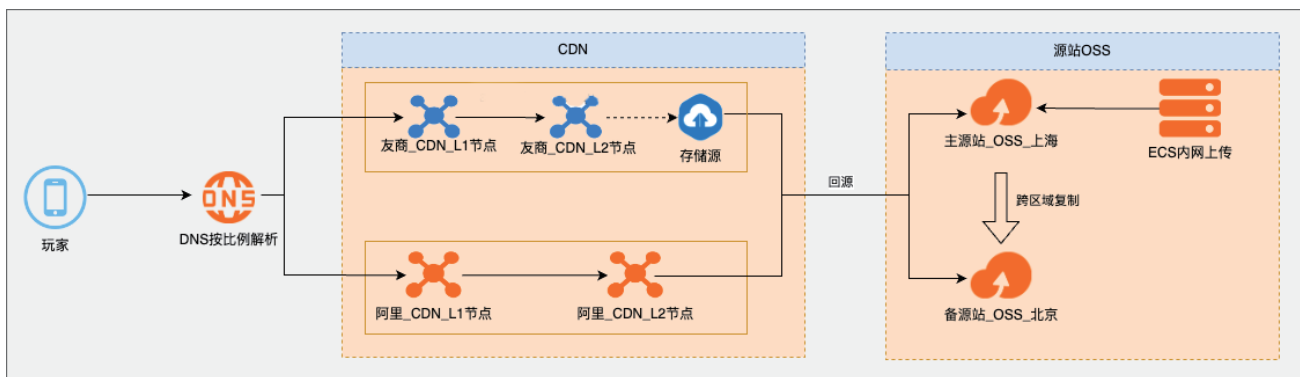 CDN
源站OSS
友商_CDN_L1节点
友商_CDN_L2节点
存储源
主源站_OSS_上海
ECS内网上传
玩家
DNS
DNS按比例解析
回源
跨区域复制
阿里_CDN_L1节点
阿里_CDN_L2节点
备源站_OSS_北京